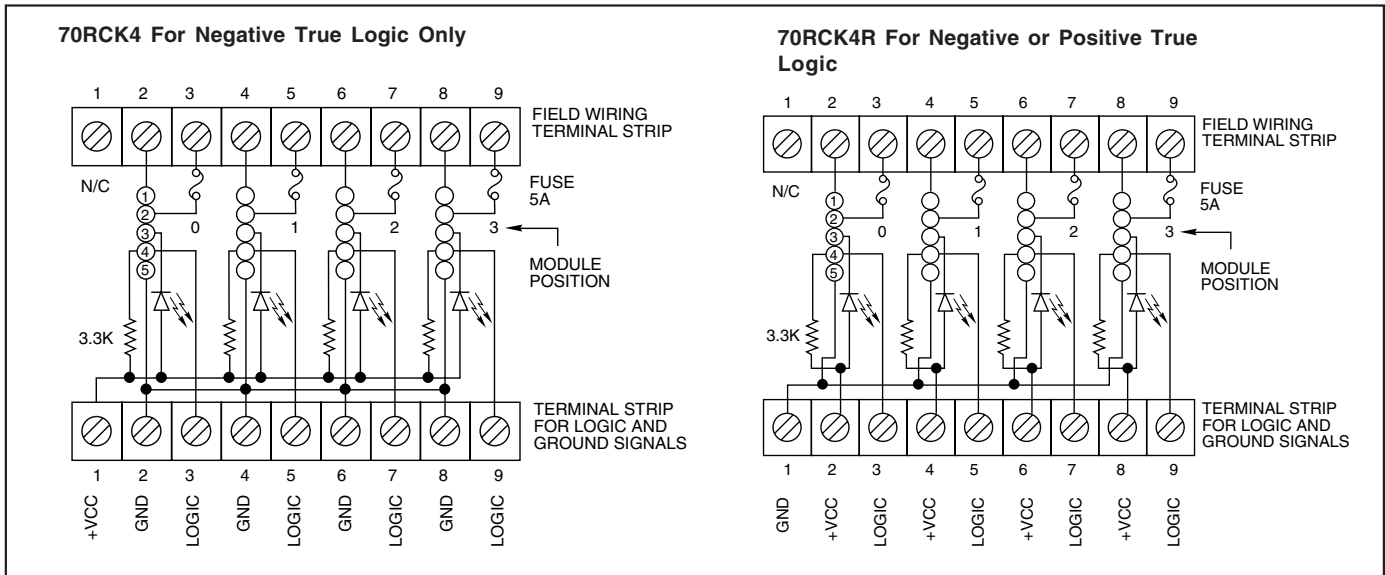 70RCK4 For Negative True Logic Only
1 2 3 4 5 6 7 8 9
FIELD WIRING
TERMINAL STRIP
N/C
FUSE
5A
1
2
3
4
5
0 1 2 3
MODULE
POSITION
3.3K
TERMINAL STRIP
FOR LOGIC AND
GROUND SIGNALS
1 2 3 4 5 6 7 8 9
+VCC GND LOGIC GND LOGIC GND LOGIC GND LOGIC
70RCK4R For Negative or Positive True
Logic
1 2 3 4 5 6 7 8 9
FIELD WIRING
TERMINAL STRIP
N/C
FUSE
5A
1
2
3
4
5
0 1 2 3
MODULE
POSITION
3.3K
TERMINAL STRIP
FOR LOGIC AND
GROUND SIGNALS
1 2 3 4 5 6 7 8 9
GND +VCC LOGIC +VCC LOGIC +VCC LOGIC +VCC LOGIC